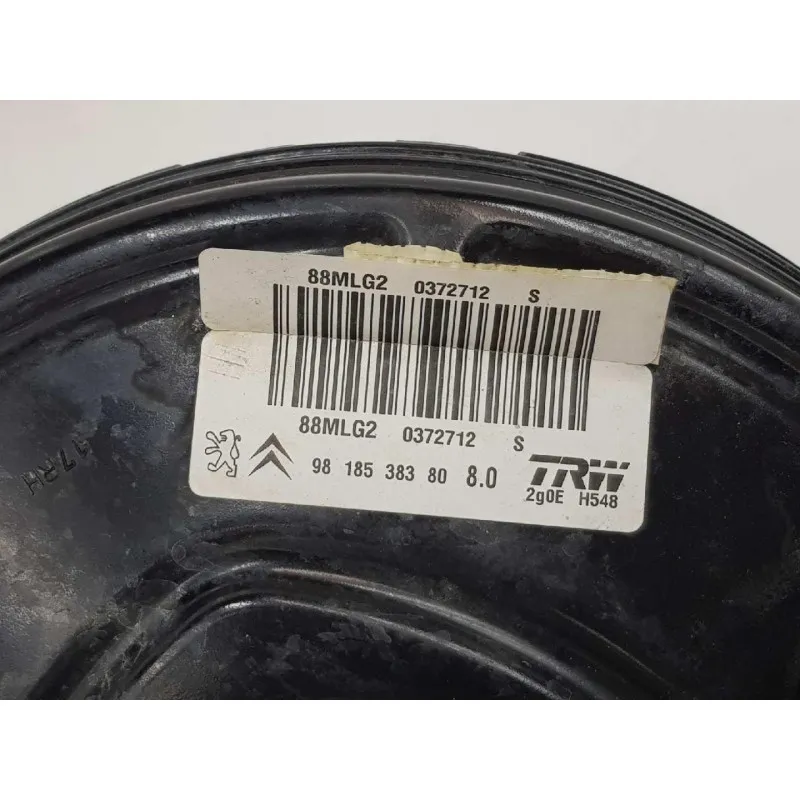 88MLG2 0372712 S
88MLG2 0372712 S
98 185 383 80 8.0
TRW
2g0E H548
17RH